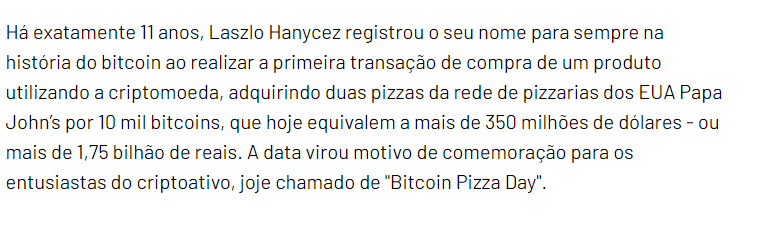 Há exatamente 11 anos, Laszlo Hanycez registrou o seu nome para sempre na
história do bitcoin ao realizar a primeira transação de compra de um produto
utilizando a criptomoeda, adquirindo duas pizzas da rede de pizzarias dos EUA Papa
John's por 10 mil bitcoins, que hoje equivalem a mais de 350 milhões de dólares - ou
mais de 1,75 bilhão de reais. A data virou motivo de comemoração para os
entusiastas do criptoativo, joje chamado de "Bitcoin Pizza Day".